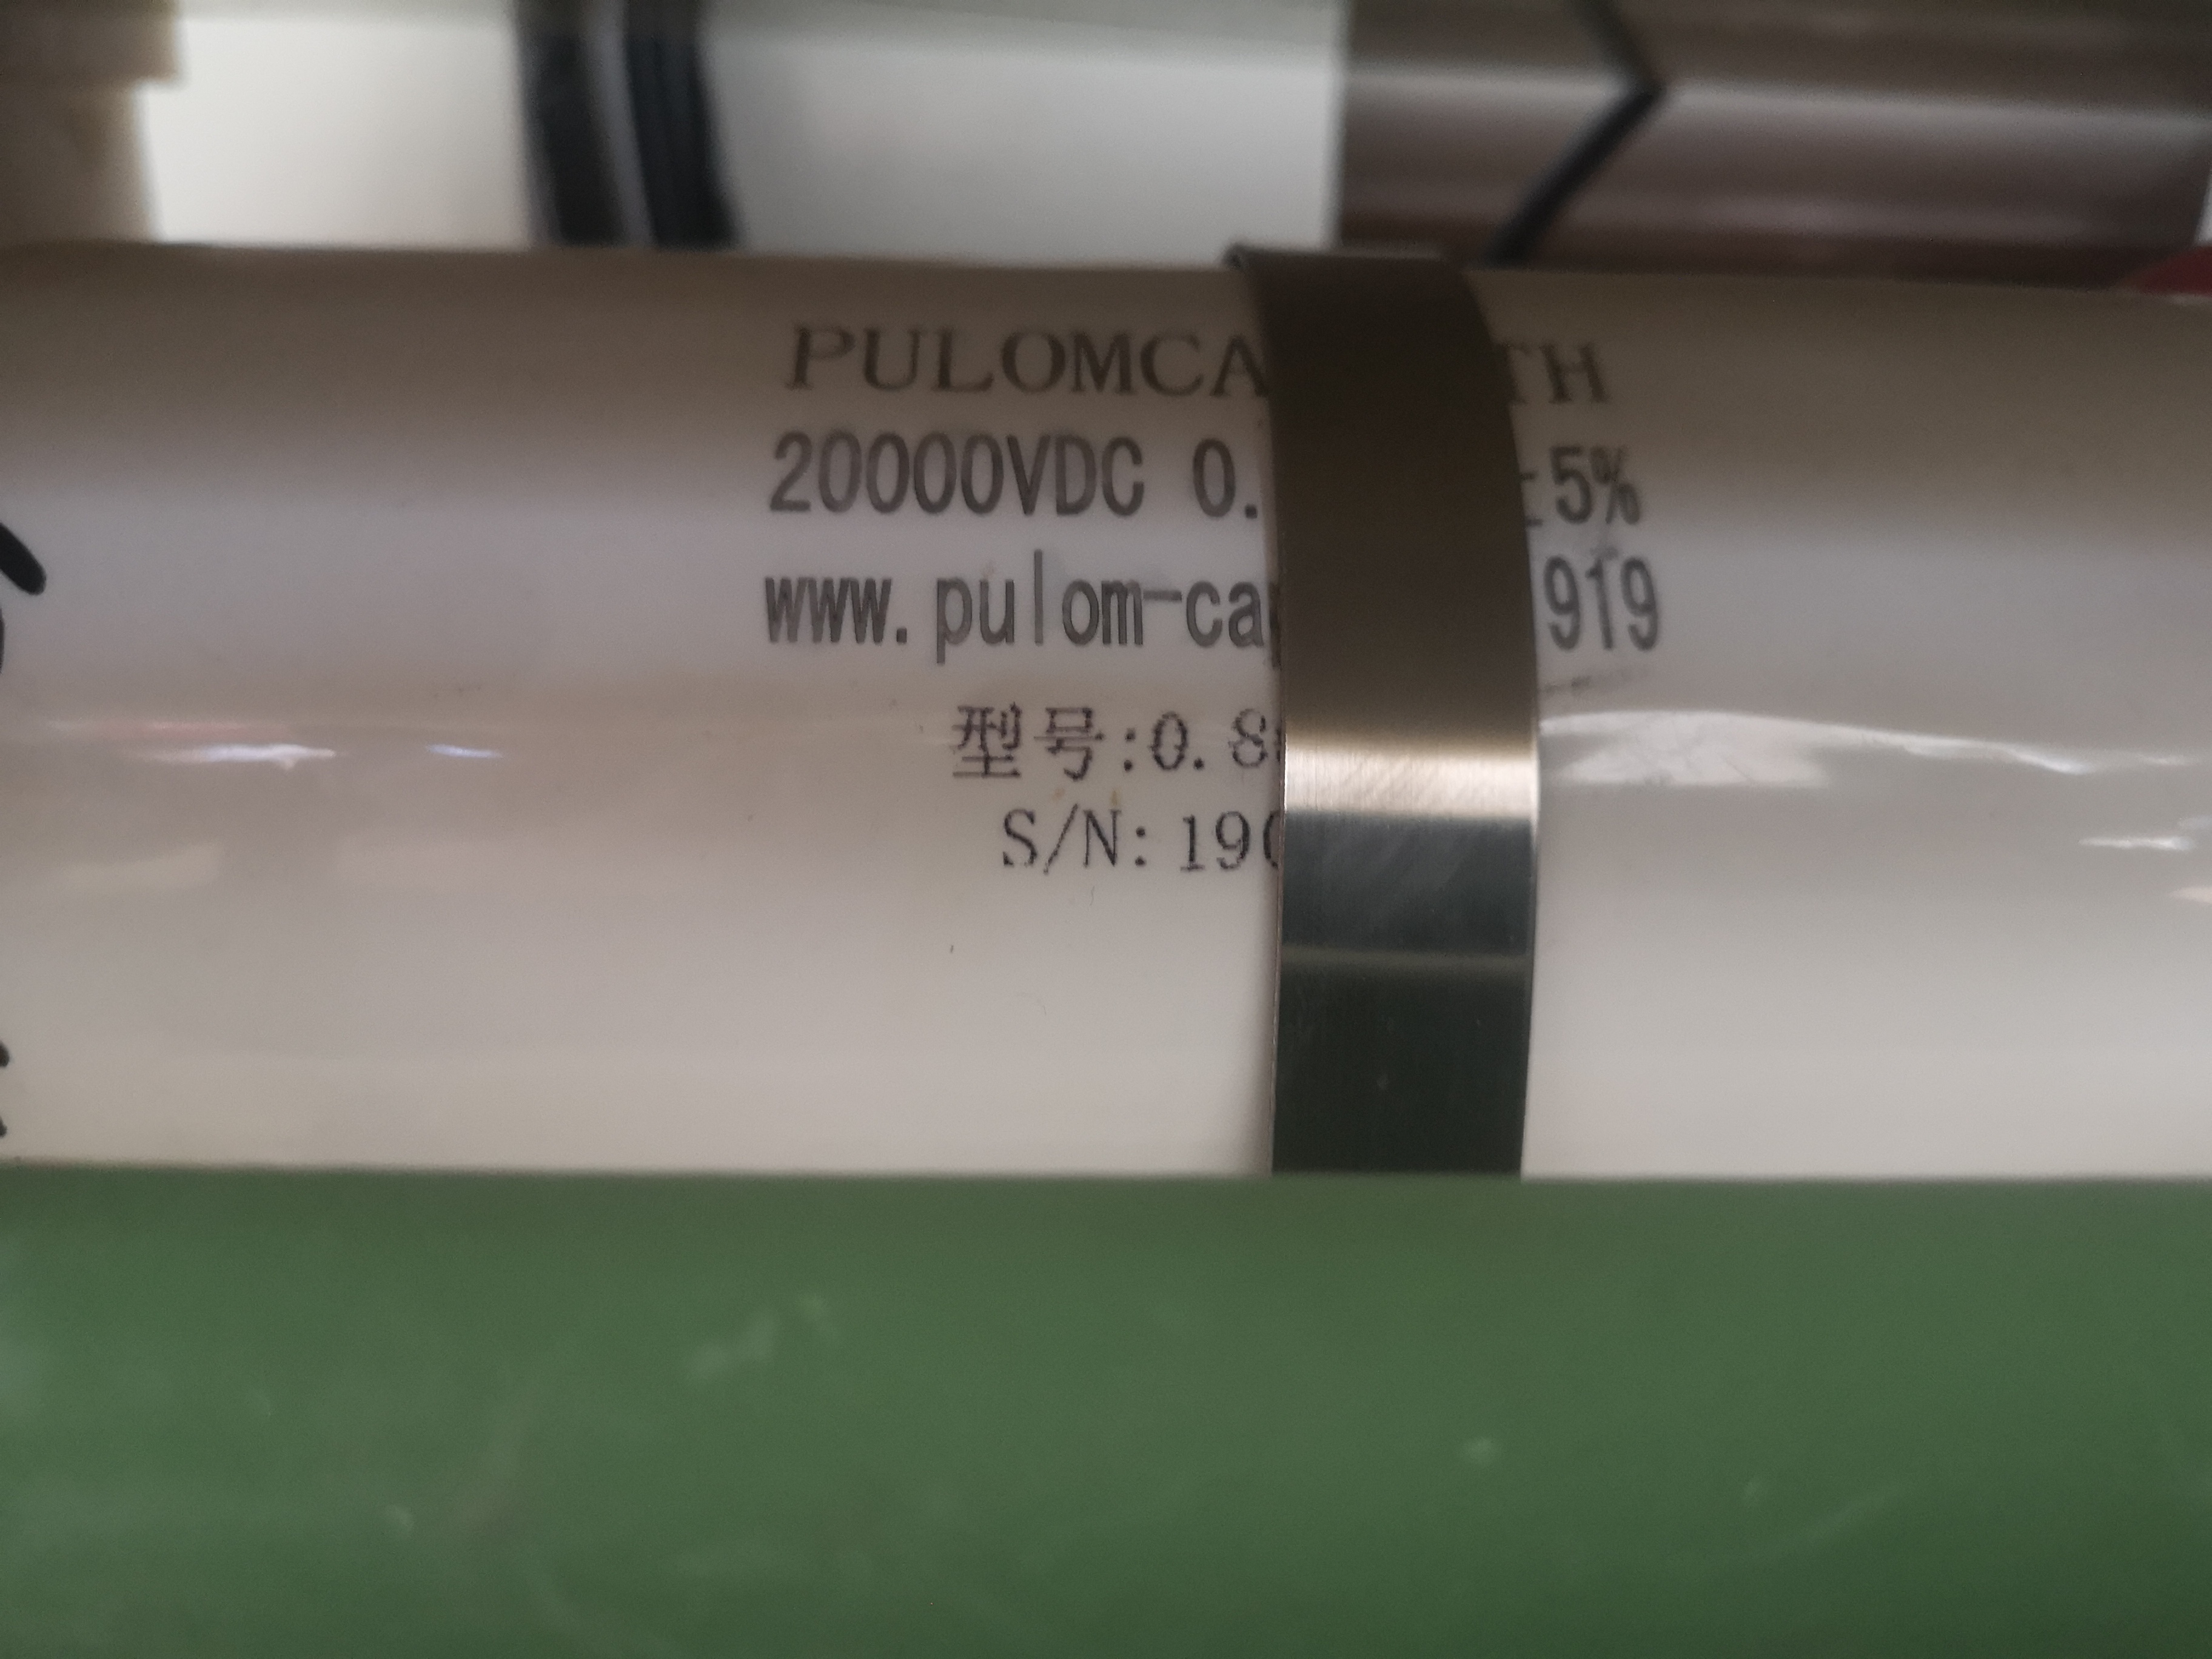 PULOMCA TH
20000VDC 0. ±5%
www.pulom-ca 919
型号:0.8
S/N:19